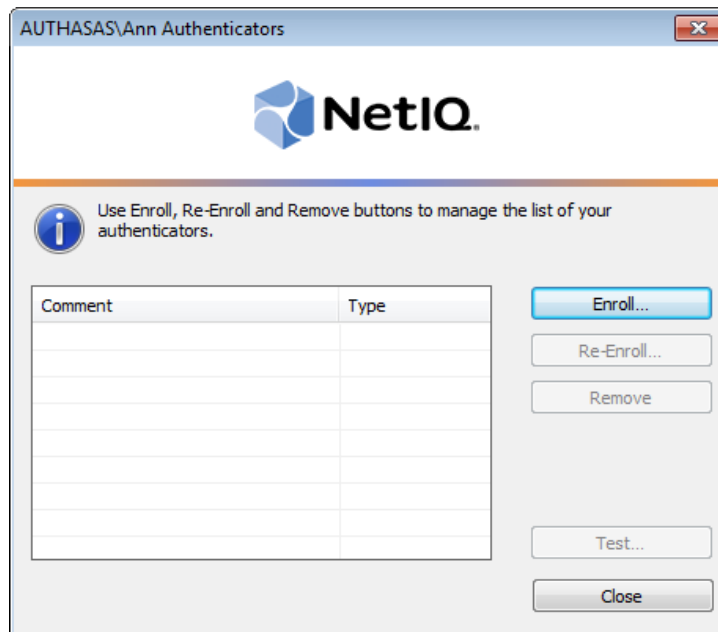 AUTHASAS\Ann Authenticators
NetIQ.
Use Enroll, Re-Enroll and Remove buttons to manage the list of your
authenticators.
Comment Type
Enroll...
Re-Enroll...
Remove
Test...
Close